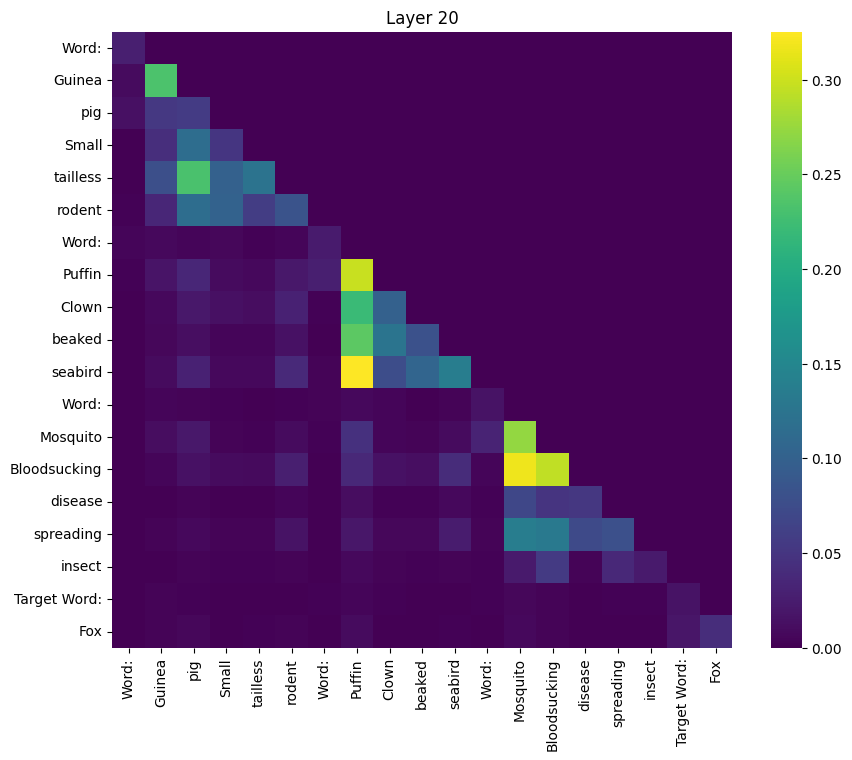 Layer 20
Word:
Guinea
pig
Small
tailless
rodent
Word:
Puffin
Clown
beaked
seabird
Word:
Mosquito
Bloodsucking
disease
spreading
insect
Target Word:
Fox
0.30
0.25
0.20
0.15
0.10
0.05
0.00
Word:
Guinea
pig
Small
tailless
rodent
Word:
Puffin
Clown
beaked
seabird
Word:
Mosquito
Bloodsucking
disease
spreading
insect
Target Word:
Fox